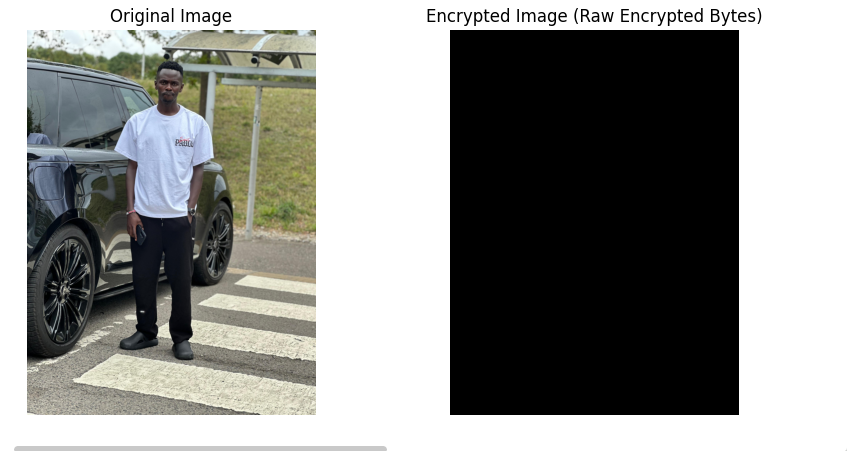 Original Image
Encrypted Image (Raw Encrypted Bytes)